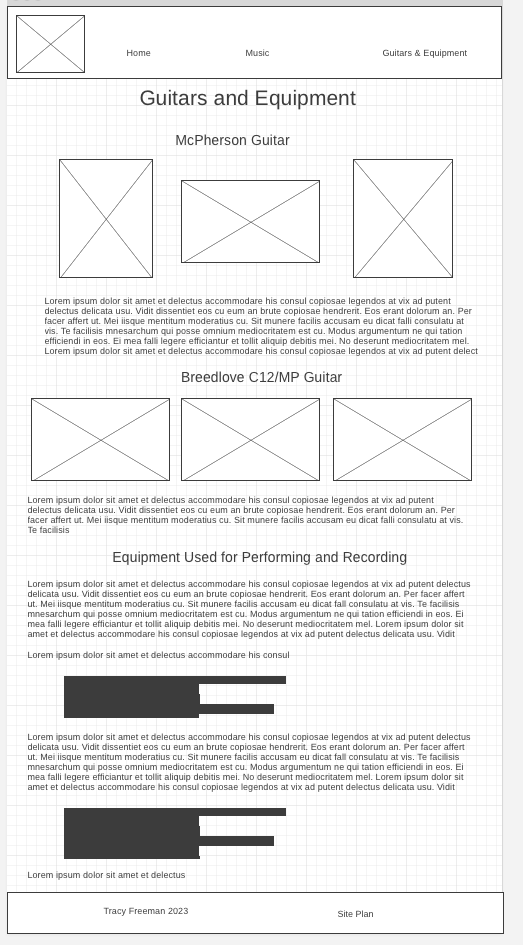 Home Music Guitars & Equipment
Guitars and Equipment
McPherson Guitar
Lorem ipsum dolor sit amet et delectus accommodare his consul copiosae legendos at vix ad putent
delectus delicata usu. Vidit dissentiet eos cu eum an brute copiosae hendrerit. Eos erant dolorum an. Per
facer affert ut. Mei iisque mentitum moderatius cu. Sit munere facilis accusam eu dicat fall consulatu at
vis. Te facilisis mnesarchum qui posse omnium mediocritatem est cu. Modus argumentum ne qui tation
efficiendi in eos. Ei mea falli legere efficiantur et tollit aliquip debitis mei. No deserunt mediocritatem mel.
Lorem ipsum dolor sit amet et delectus accommodare his consul copiosae legendos at vix ad putent delect
Breedlove C12/MP Guitar
Lorem ipsum dolor sit amet et delectus accommodare his consul copiosae legendos at vix ad putent
delectus delicata usu. Vidit dissentiet eos cu eum an brute copiosae hendrerit. Eos erant dolorum an. Per
facer affert ut. Mei iisque mentitum moderatius cu. Sit munere facilis accusam eu dicat falli consulatu at vis.
Te facilisis
Equipment Used for Performing and Recording
Lorem ipsum dolor sit amet et delectus accommodare his consul copiosae legendos at vix ad putent delectus
delicata usu. Vidit dissentiet eos cu eum an brute copiosae hendrerit. Eos erant dolorum an. Per facer affert
ut. Mei iisque mentitum moderatius cu. Sit munere facilis accusam eu dicat fall consulatu at vis. Te facilisis
mnesarchum qui posse omnium mediocritatem est cu. Modus argumentum ne qui tation efficiendi in eos. Ei
mea falli legere efficiantur et tollit aliquip debitis mei. No deserunt mediocritatem mel. Lorem ipsum dolor sit
amet et delectus accommodare his consul copiosae legendos at vix ad putent delectus delicata usu. Vidit
Lorem ipsum dolor sit amet et delectus accommodare his consul
Lorem ipsum dolor sit amet et delectus accommodare his consul copiosae legendos at vix ad putent delectus
delicata usu. Vidit dissentiet eos cu eum an brute copiosae hendrerit. Eos erant dolorum an. Per facer affert
ut. Mei iisque mentitum moderatius cu. Sit munere facilis accusam eu dicat fall consulatu at vis. Te facilisis
mnesarchum qui posse omnium mediocritatem est cu. Modus argumentum ne qui tation efficiendi in eos. Ei
mea falli legere efficiantur et tollit aliquip debitis mei. No deserunt mediocritatem mel. Lorem ipsum dolor sit
amet et delectus accommodare his consul copiosae legendos at vix ad putent delectus delicata usu. Vidit
Lorem ipsum dolor sit amet et delectus
Tracy Freeman 2023
Site Plan